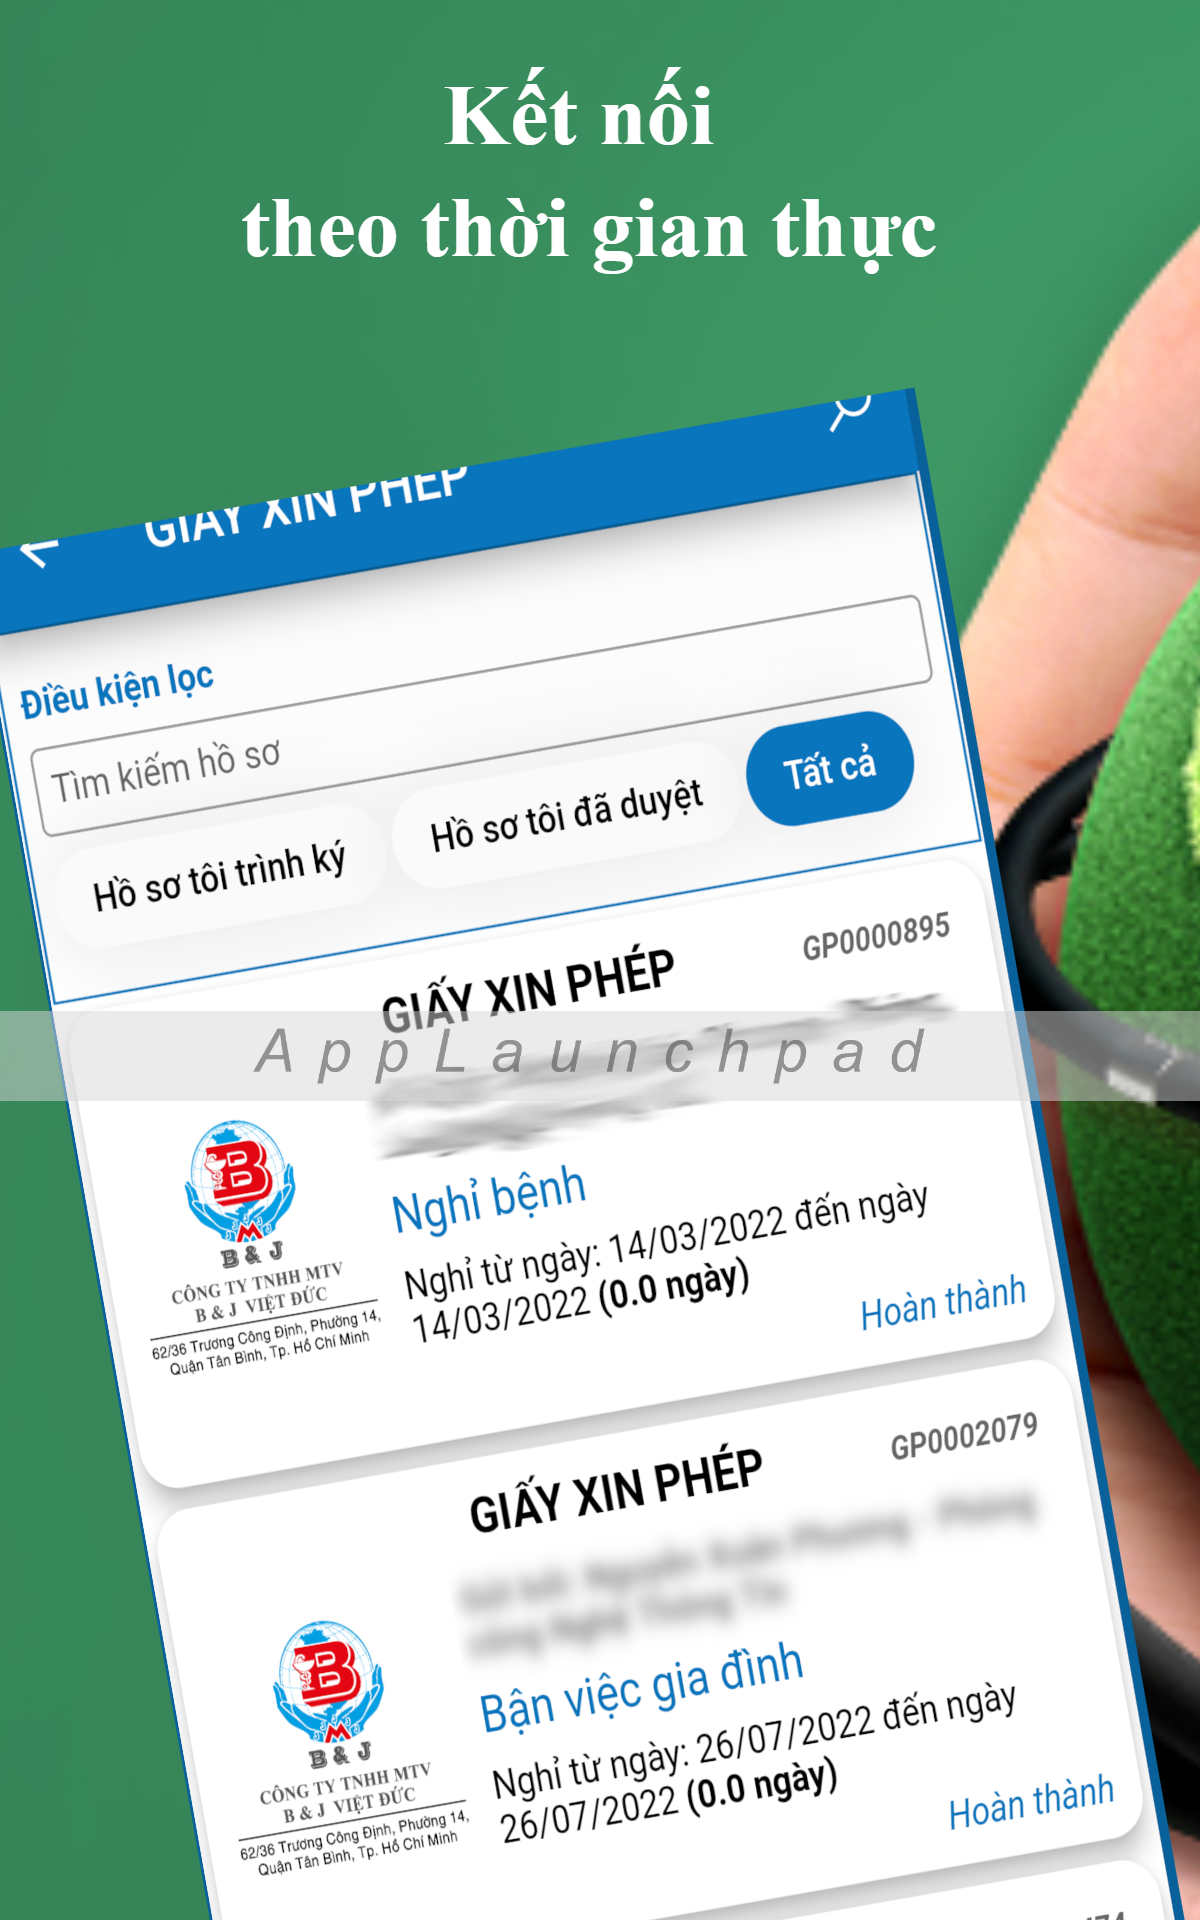 Kết nối
theo thời gian thực
GIẤY XIN PHÉP
Điều kiện lọc
Tìm kiếm hồ sơ
Hồ sơ tôi trình ký
Hồ sơ tôi đã duyệt
Tất cả
GP0000895
GIẤY XIN PHÉP
AppLaunchpad
B
B & J
CÔNG TY TNHH MTV
B & J VIỆT ĐỨC
62/36 Trương Công Định, Phường 14,
Quận Tân Bình, Tp. Hồ Chí Minh
Nghỉ bệnh
Nghỉ từ ngày: 14/03/2022 đến ngày
14/03/2022 (0.0 ngày)
Hoàn thành
GP0002079
GIẤY XIN PHÉP
B
B & J
CÔNG TY TNHH MTV
B & J VIỆT ĐỨC
62/36 Trương Công Định, Phường 14,
Quận Tân Bình, Tp. Hồ Chí Minh
Bận việc gia đình
Nghỉ từ ngày: 26/07/2022 đến ngày
26/07/2022 (0.0 ngày)
Hoàn thành